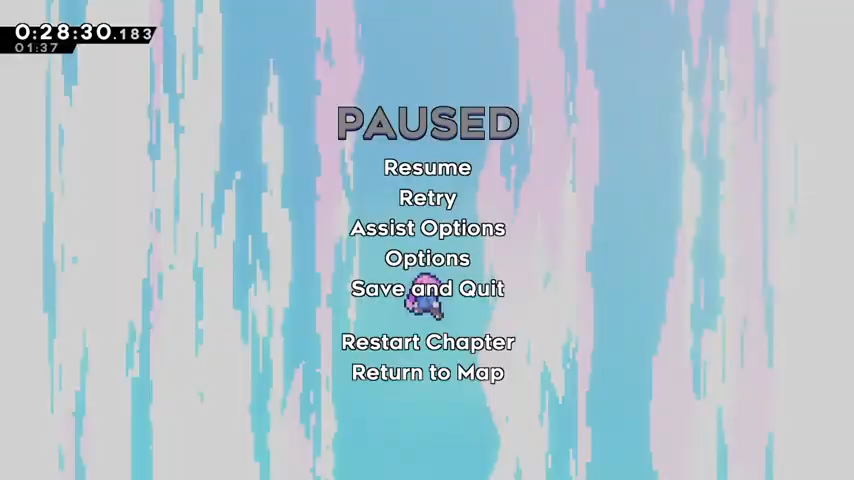 0:28:30.183
01:37
PAUSED
Resume
Retry
Assist Options
Options
Save and Quit
Restart Chapter
Return to Map